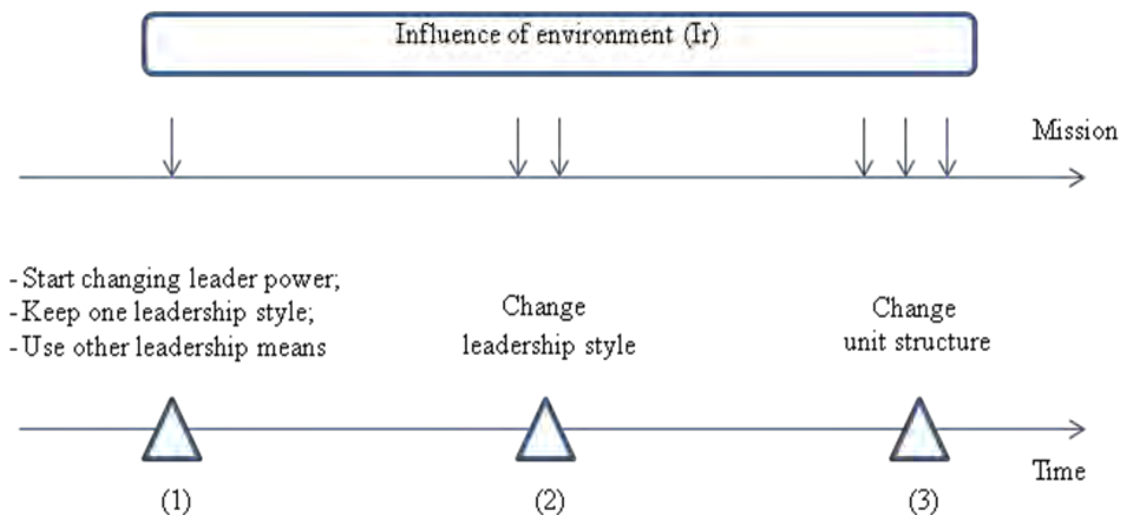 Influence of environment (Ir)
Mission
- Start changing leader power;
- Keep one leadership style;
- Use other leadership means
Change
leadership style
Change
unit structure
Time
(1)
(2)
(3)